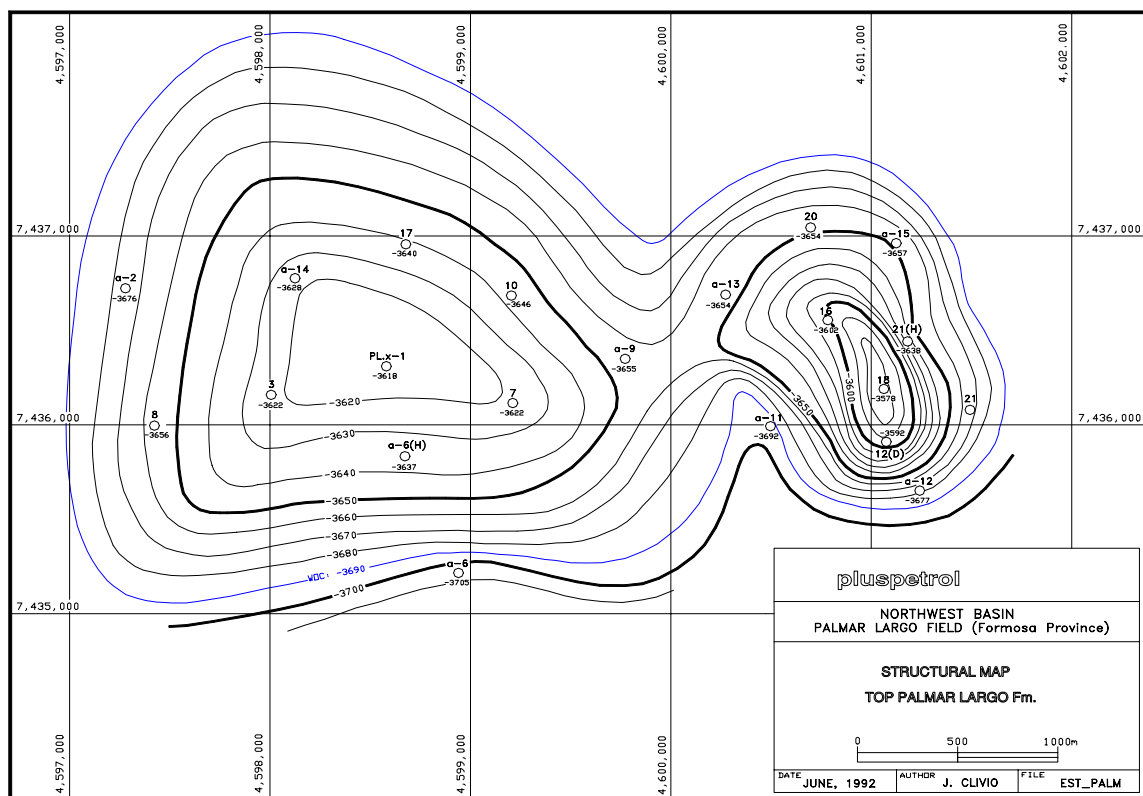 4,597,000
4,598,000
4,599,000
4,600,000
4,601,000
4,602.000
7,437,000
7,437,000
7,436,000
7,436,000
7,435,000
a-2
-3676
a-14
-3628
17
-3640
10
-3646
PL.x-1
-3618
3
-3622
7
-3622
8
-3656
a-6(H)
-3637
a-9
-3655
a-13
-3654
20
-3654
a-15
-3657
16
-3602
21(H)
-3638
18
-3578
-3592
12(D)
21
a-11
-3692
a-12
-3677
a-6
-3705
-3620
-3630
-3640
-3650
-3660
-3670
-3680
WOC: -3690
-3700
-3650
-3600
pluspetrol
NORTHWEST BASIN
PALMAR LARGO FIELD (Formosa Province)
STRUCTURAL MAP
TOP PALMAR LARGO Fm.
0 500 1000m
DATE JUNE, 1992 AUTHOR J. CLIVIO FILE EST_PALM
4,597,000
4,598,000
4,599,000
4,600,000